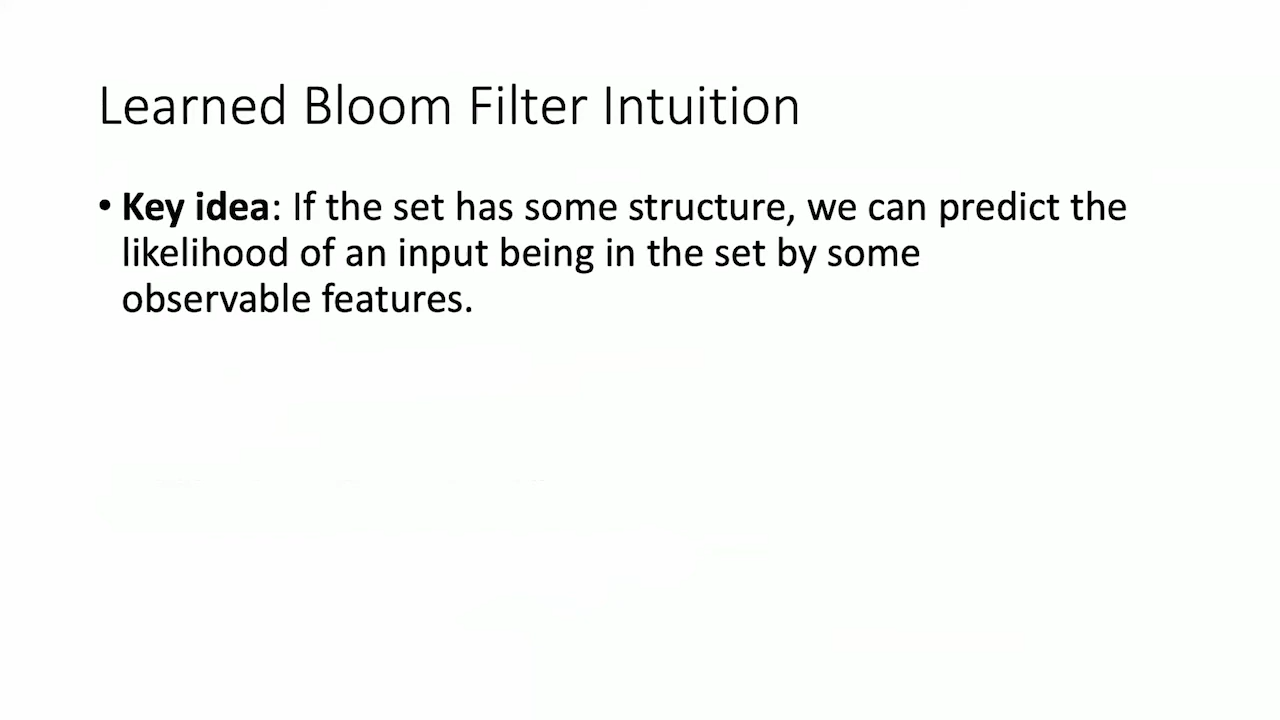 Learned Bloom Filter Intuition
• Key idea: If the set has some structure, we can predict the
likelihood of an input being in the set by some
observable features.